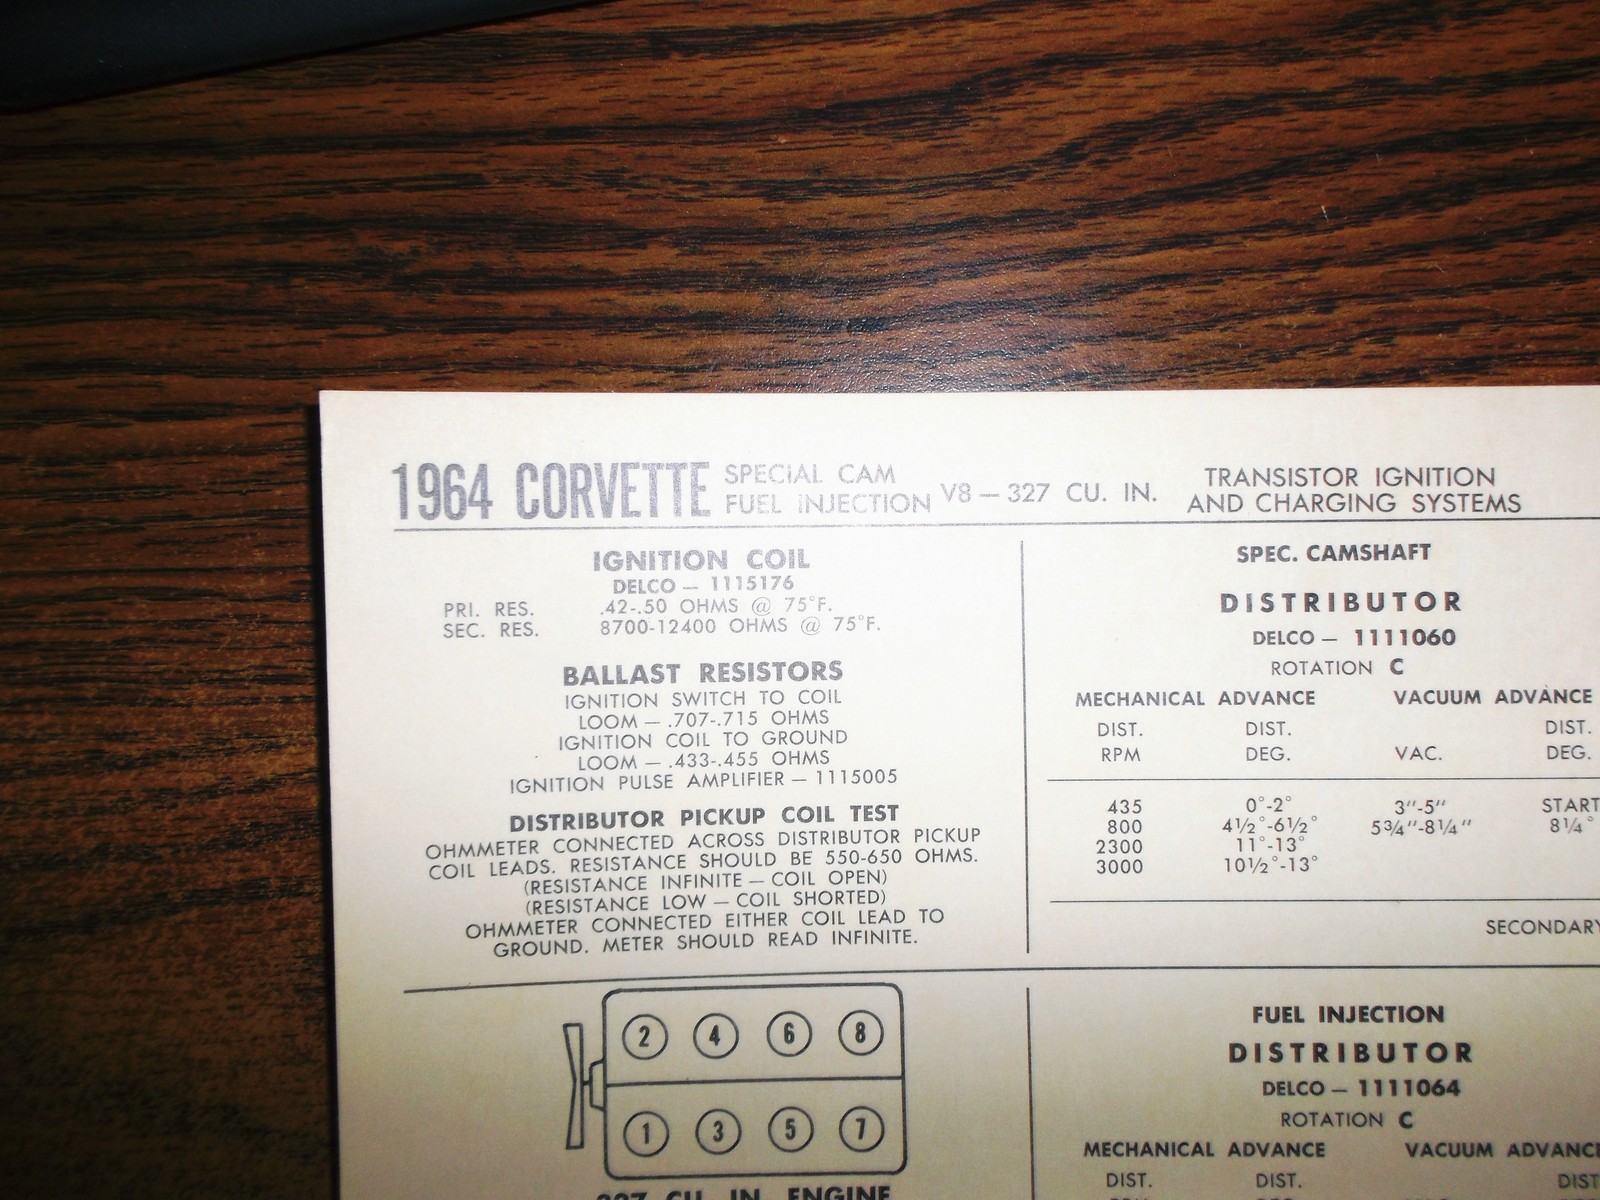 1964 CORVETTE SPECIAL CAM FUEL INJECTION V8 — 327 CU. IN.
TRANSISTOR IGNITION
AND CHARGING SYSTEMS
IGNITION COIL
DELCO — 1115176
PRI. RES. .42-.50 OHMS @ 75°F.
SEC. RES. 8700-12400 OHMS @ 75°F.
BALLAST RESISTORS
IGNITION SWITCH TO COIL
LOOM — .707-.715 OHMS
IGNITION COIL TO GROUND
LOOM — .433-.455 OHMS
IGNITION PULSE AMPLIFIER — 1115005
DISTRIBUTOR PICKUP COIL TEST
OHMMETER CONNECTED ACROSS DISTRIBUTOR PICKUP
COIL LEADS. RESISTANCE SHOULD BE 550-650 OHMS.
(RESISTANCE INFINITE — COIL OPEN)
(RESISTANCE LOW — COIL SHORTED)
OHMMETER CONNECTED EITHER COIL LEAD TO
GROUND. METER SHOULD READ INFINITE.
SPEC. CAMSHAFT
DISTRIBUTOR
DELCO — 1111060
ROTATION C
MECHANICAL ADVANCE VACUUM ADVANCE
DIST. DIST. DIST.
RPM DEG. VAC. DEG.
435 0°-2° 3"-5" START
800 4½°-6½° 5¾"-8¼" 8¼°
2300 11°-13°
3000 10½°-13°
SECONDARY
2 4 6 8
1 3 5 7
327 CU. IN. ENGINE
FUEL INJECTION
DISTRIBUTOR
DELCO — 1111064
ROTATION C
MECHANICAL ADVANCE VACUUM ADVANCE
DIST. DIST. DIST